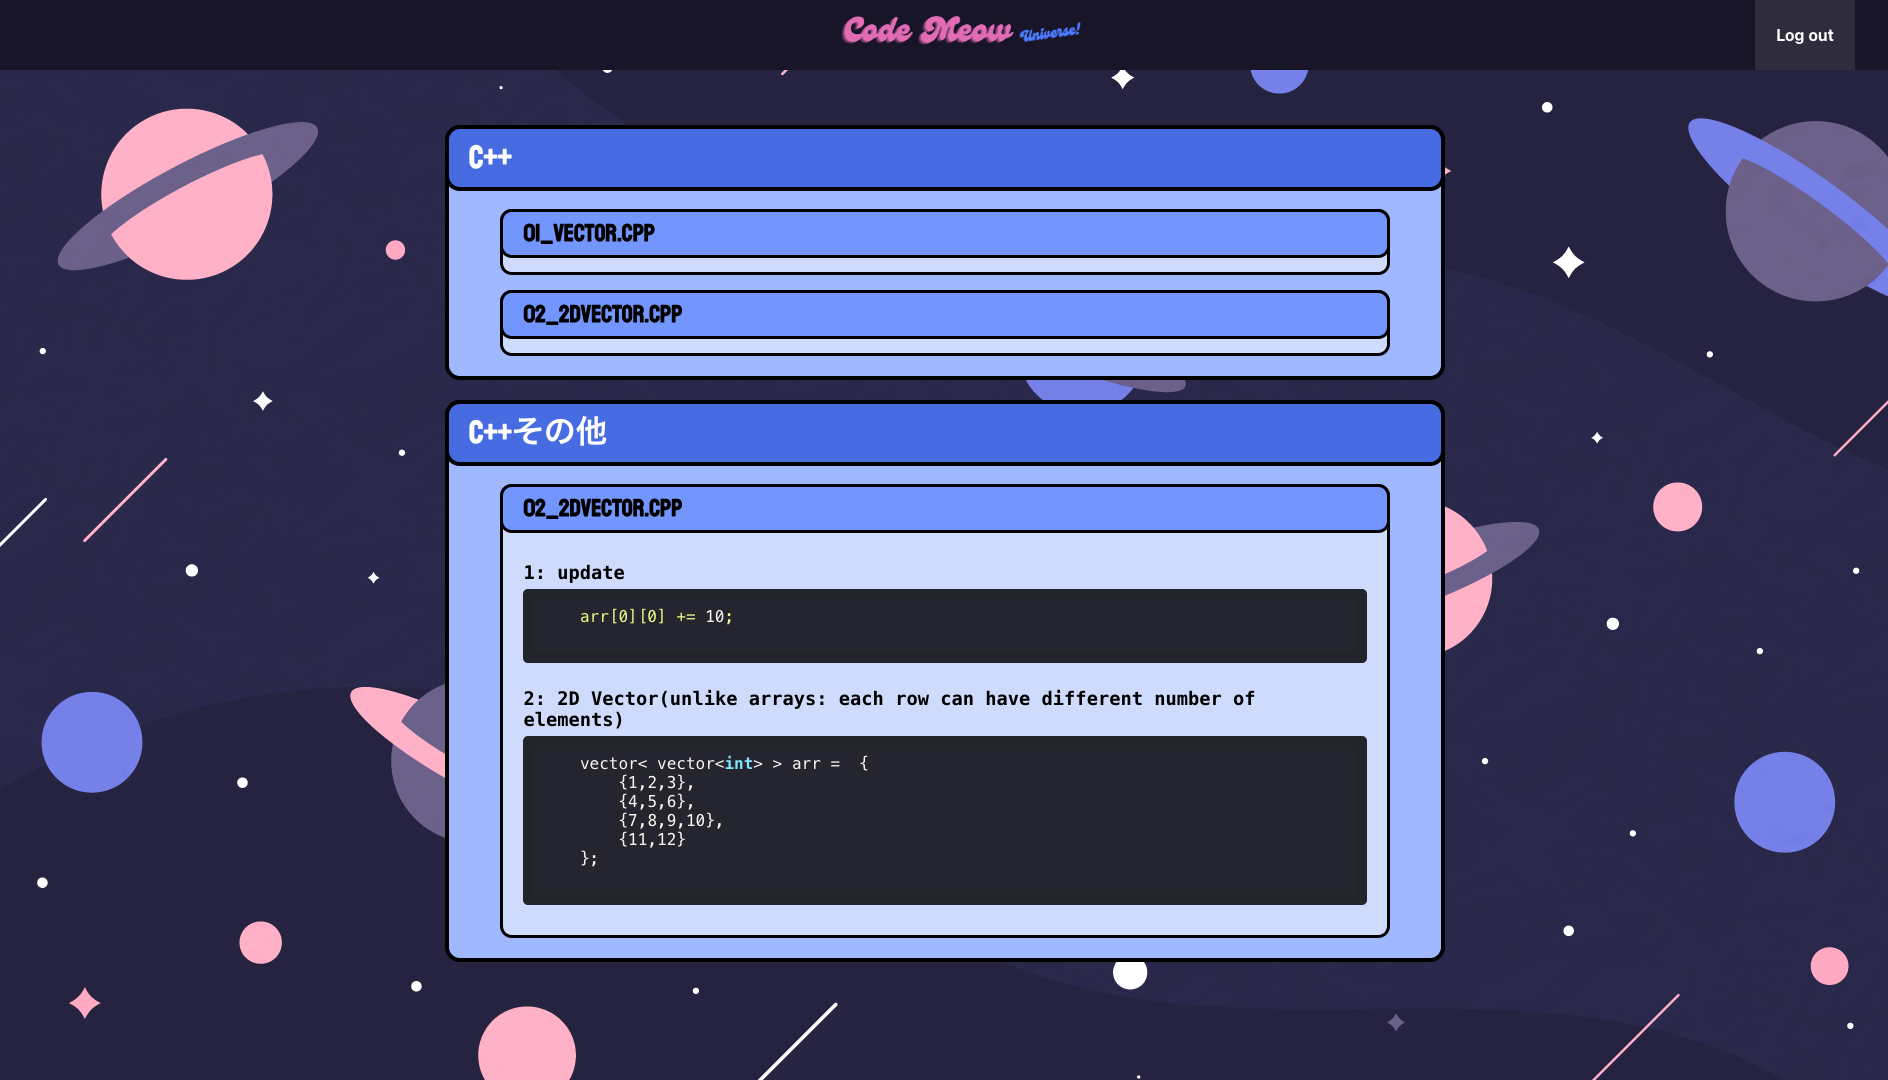 Code Meow Universe!
Log out
C++
01_VECTOR.CPP
02_2DVECTOR.CPP
C++その他
02_2DVECTOR.CPP
1: update
arr[0][0] += 10;
2: 2D Vector(unlike arrays: each row can have different number of
elements)
vector< vector<int> > arr =  {
    {1,2,3},
    {4,5,6},
    {7,8,9,10},
    {11,12}
};